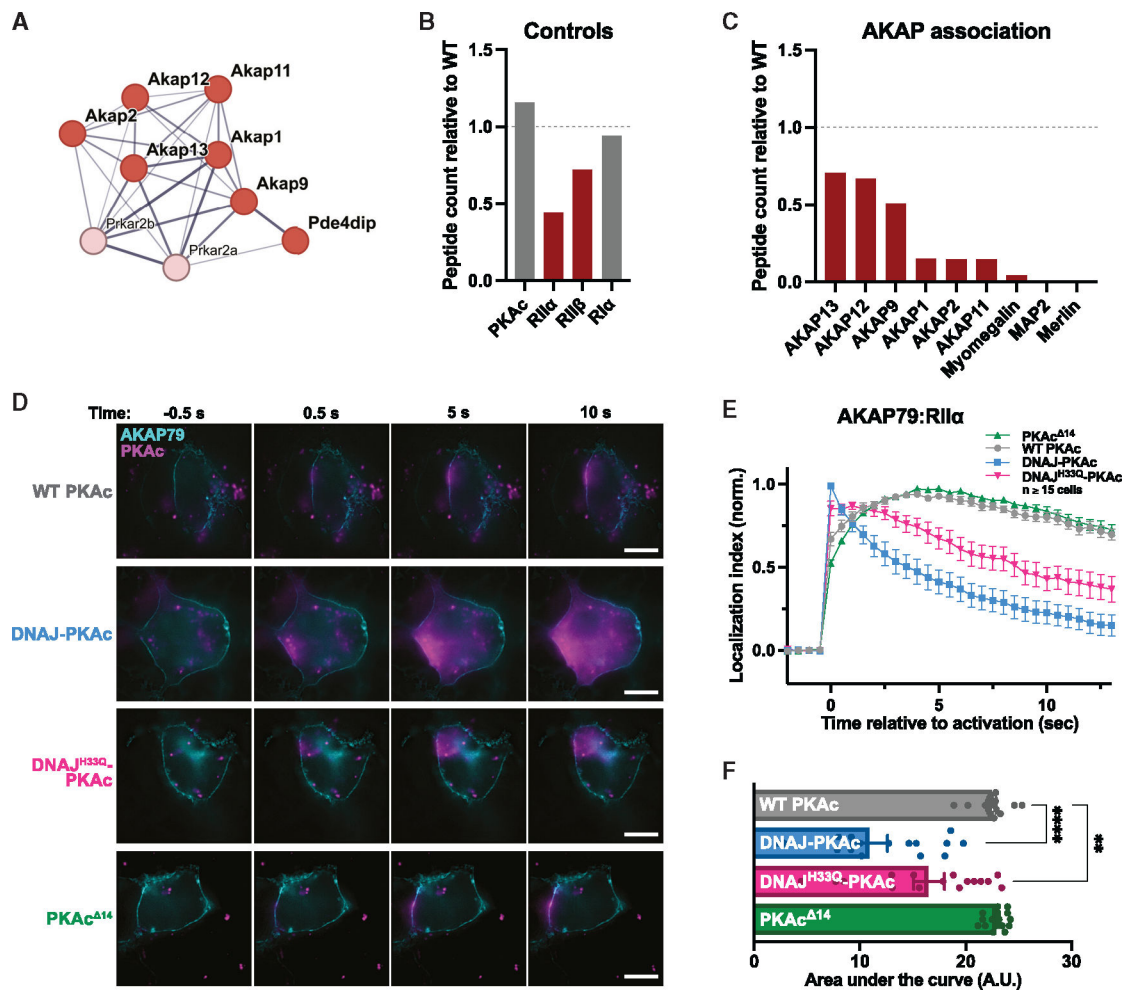 A
Akap12
Akap11
Akap2
Akap13
Akap1
Akap9
Prkar2b
Pde4dip
Prkar2a
B
Controls
Peptide count relative to WT
1.5
1.0
0.5
0.0
PKAc
RIIα
RIIβ
RIα
C
AKAP association
Peptide count relative to WT
1.5
1.0
0.5
0.0
AKAP13
AKAP12
AKAP9
AKAP1
AKAP2
AKAP11
Myomegalin
MAP2
Merlin
D
Time: -0.5 s 0.5 s 5 s 10 s
AKAP79
PKAc
WT PKAc
DNAJ-PKAc
DNAJH33Q-
PKAc
PKAcΔ14
E
AKAP79:RIIα
PKAcΔ14
WT PKAc
DNAJ-PKAc
DNAJH33Q-PKAc
n ≥ 15 cells
Localization index (norm.)
1.0
0.5
0.0
0 5 10
Time relative to activation (sec)
F
WT PKAc
DNAJ-PKAc
DNAJH33Q-PKAc
PKAcΔ14
****
**
0 10 20 30
Area under the curve (A.U.)